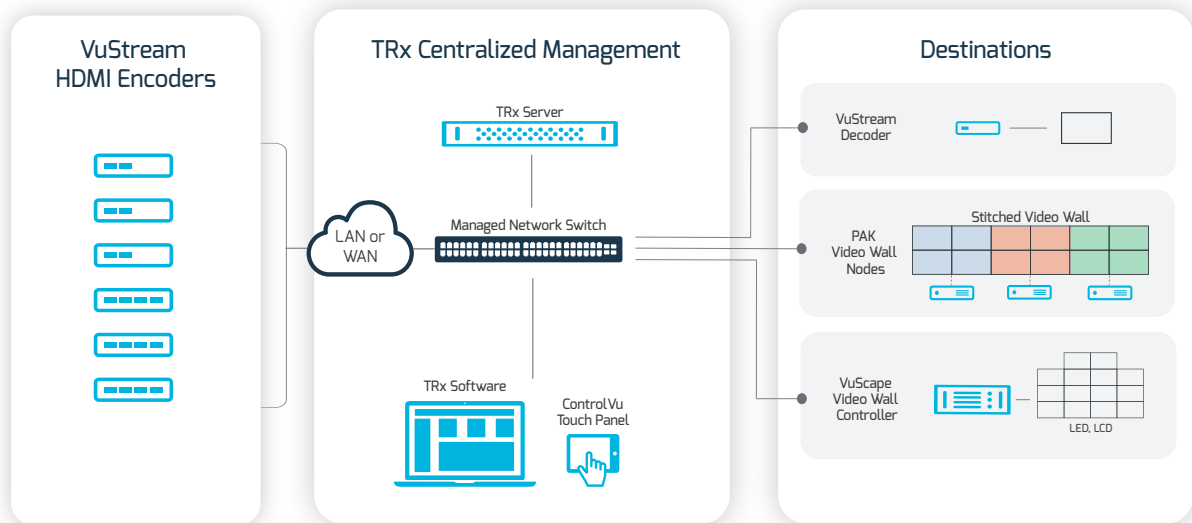 VuStream
HDMI Encoders
TRx Centralized Management
TRx Server
LAN or
WAN
Managed Network Switch
TRx Software
ControlVu
Touch Panel
Destinations
VuStream
Decoder
PAK
Video Wall
Nodes
Stitched Video Wall
VuScape
Video Wall
Controller
LED, LCD